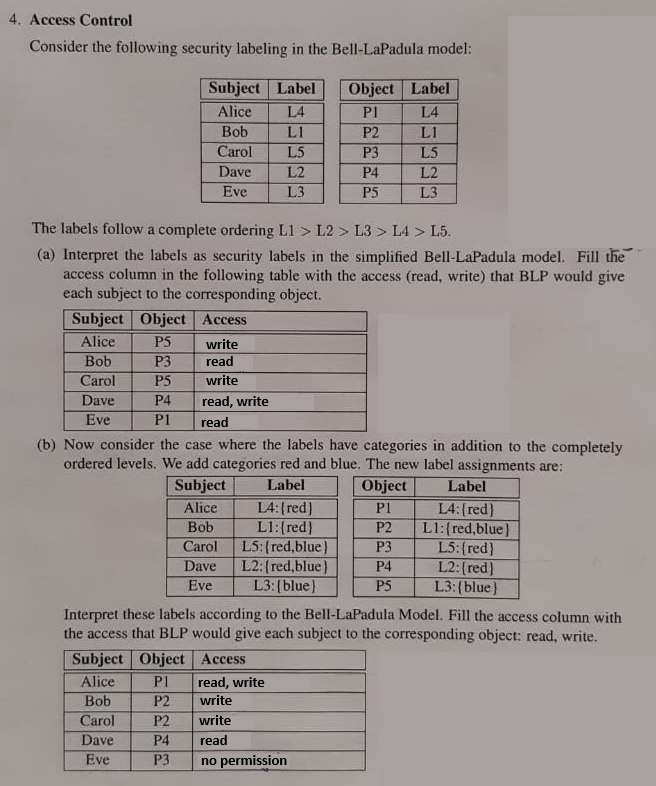 4. Access Control
Consider the following security labeling in the Bell-LaPadula model:
Subject Label Object Label
Alice L4 P1 L4
Bob L1 P2 L1
Carol L5 P3 L5
Dave L2 P4 L2
Eve L3 P5 L3
The labels follow a complete ordering L1 > L2 > L3 > L4 > L5.
(a) Interpret the labels as security labels in the simplified Bell-LaPadula model. Fill the
access column in the following table with the access (read, write) that BLP would give
each subject to the corresponding object.
Subject Object Access
Alice P5 write
Bob P3 read
Carol P5 write
Dave P4 read, write
Eve P1 read
(b) Now consider the case where the labels have categories in addition to the completely
ordered levels. We add categories red and blue. The new label assignments are:
Subject Label Object Label
Alice L4:{red} P1 L4:{red}
Bob L1:{red} P2 L1:{red,blue}
Carol L5:{red,blue} P3 L5:{red}
Dave L2:{red,blue} P4 L2:{red}
Eve L3:{blue} P5 L3:{blue}
Interpret these labels according to the Bell-LaPadula Model. Fill the access column with
the access that BLP would give each subject to the corresponding object: read, write.
Subject Object Access
Alice P1 read, write
Bob P2 write
Carol P2 write
Dave P4 read
Eve P3 no permission